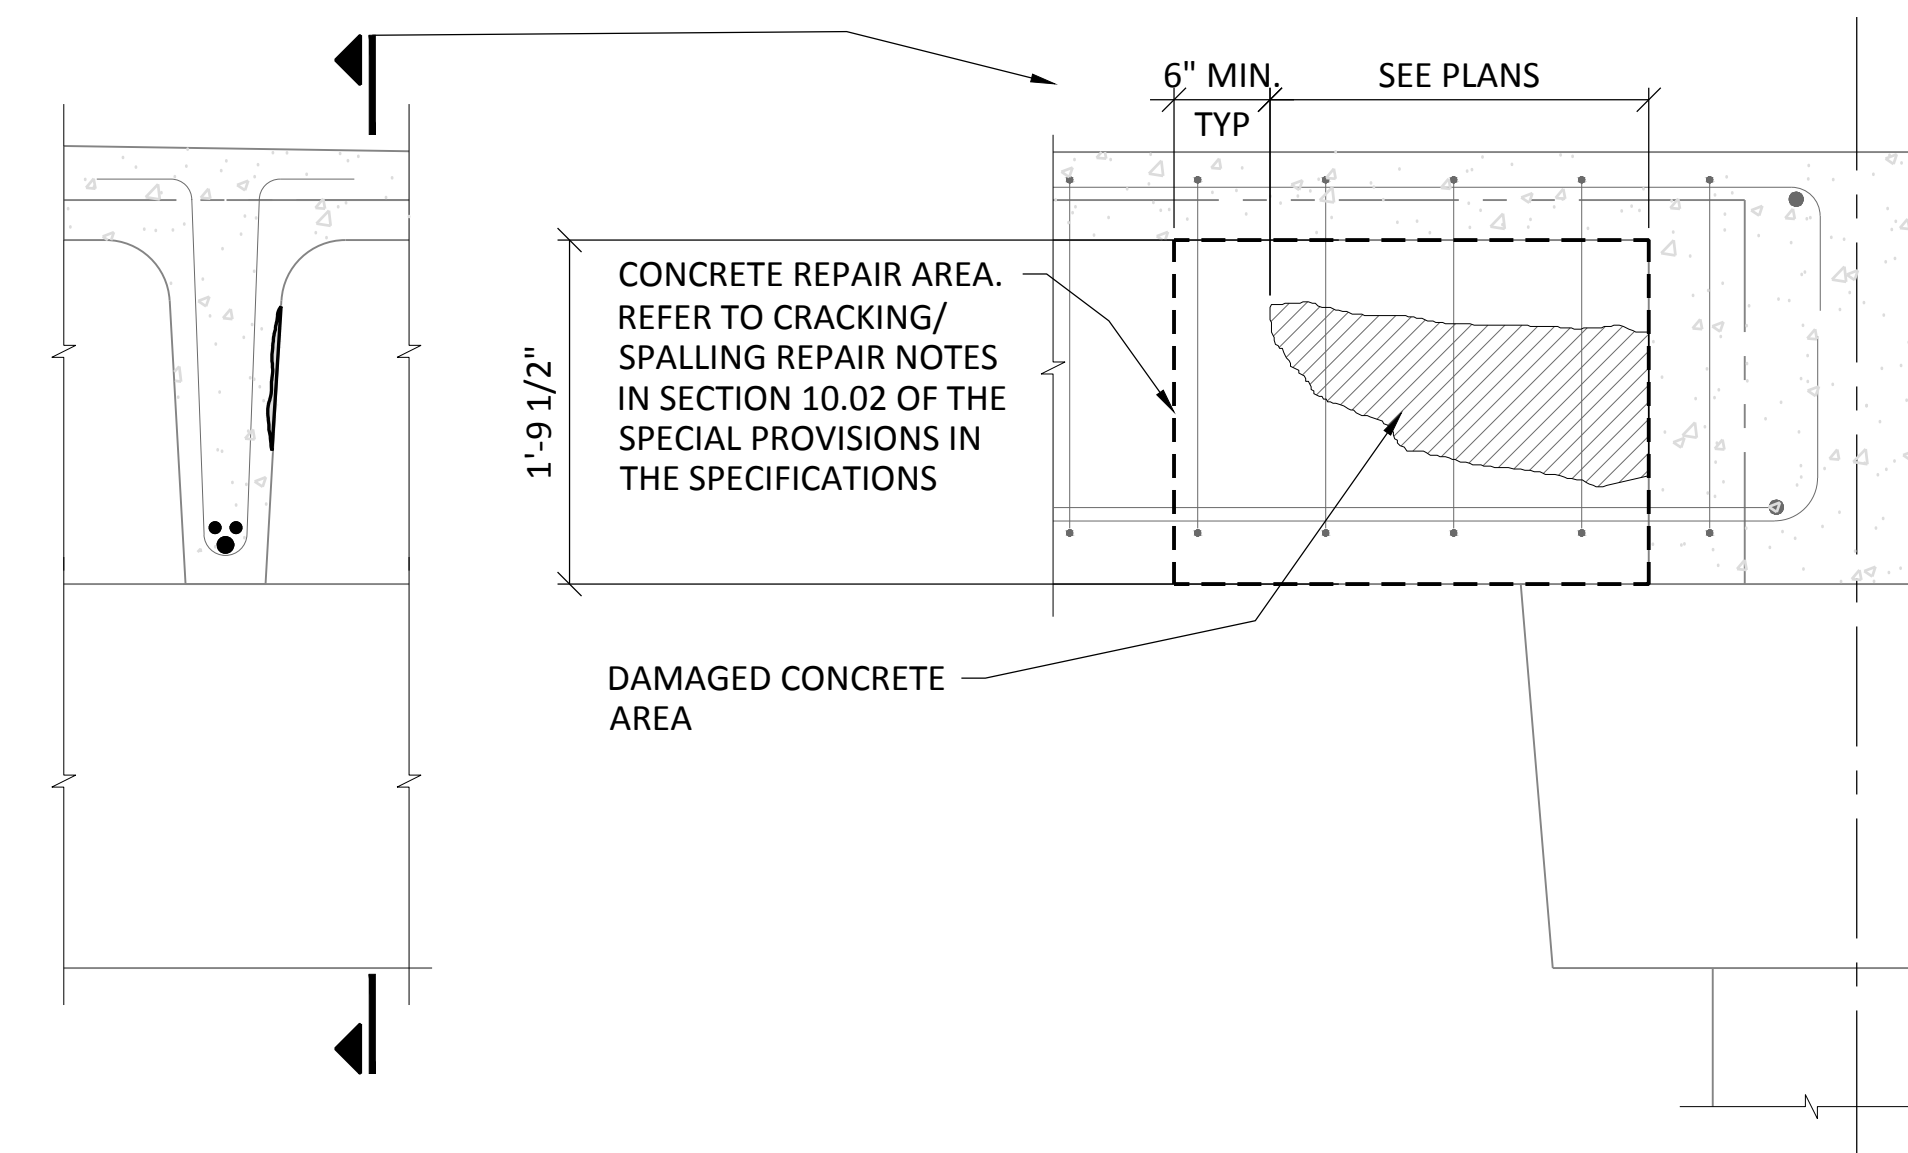 6" MIN.
TYP
SEE PLANS
CONCRETE REPAIR AREA.
REFER TO CRACKING/
SPALLING REPAIR NOTES
IN SECTION 10.02 OF THE
SPECIAL PROVISIONS IN
THE SPECIFICATIONS
1'-9 1/2"
DAMAGED CONCRETE
AREA